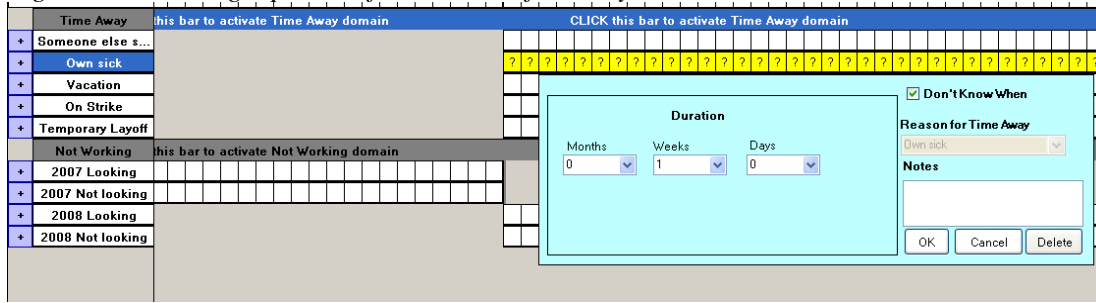 Time Away this bar to activate Time Away domain CLICK this bar to activate Time Away domain
+ Someone else s...
+ Own sick ? ? ? ? ? ? ? ? ? ? ? ? ? ? ? ? ? ? ? ? ? ? ? ? ? ? ? ? ? ? ? ? ?
+ Vacation
+ On Strike
+ Temporary Layoff
Not Working this bar to activate Not Working domain
+ 2007 Looking
+ 2007 Not looking
+ 2008 Looking
+ 2008 Not looking
Duration
Months Weeks Days
0 1 0
Don't Know When
Reason for Time Away
Own sick
Notes
OK Cancel Delete